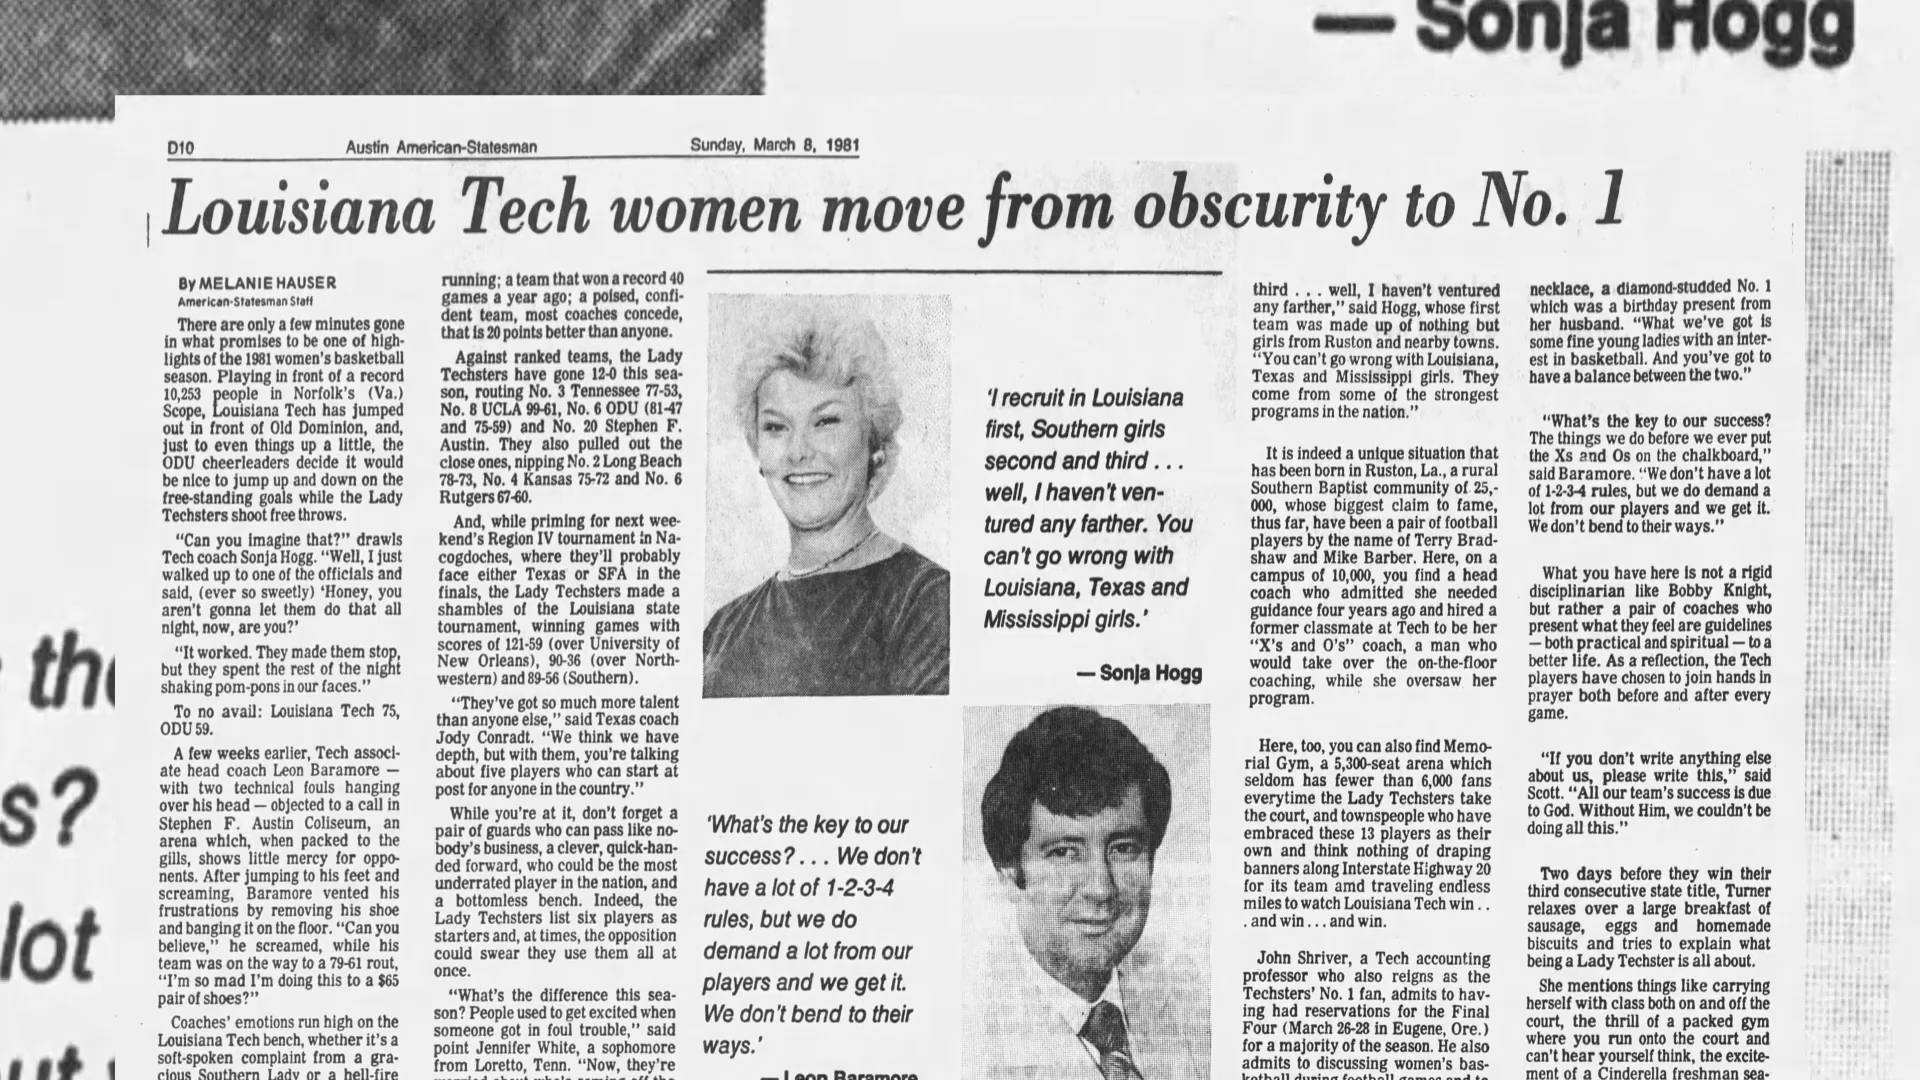 — Sonja Hogg
D10
Austin American-Statesman
Sunday, March 8, 1981
Louisiana Tech women move from obscurity to No. 1
By MELANIE HAUSER
American-Statesman Staff
There are only a few minutes gone
in what promises to be one of high-
lights of the 1981 women's basketball
season. Playing in front of a record
10,253 people in Norfolk's (Va.)
Scope, Louisiana Tech has jumped
out in front of Old Dominion, and,
just to even things up a little, the
ODU cheerleaders decide it would
be nice to jump up and down on the
free-standing goals while the Lady
Techsters shoot free throws.
"Can you imagine that?" drawls
Tech coach Sonja Hogg. "Well, I just
walked up to one of the officials and
said, (ever so sweetly) 'Honey, you
aren't gonna let them do that all
night, now, are you?'
"It worked. They made them stop,
but they spent the rest of the night
shaking pom-pons in our faces."
To no avail: Louisiana Tech 75,
ODU 59.
A few weeks earlier, Tech associ-
ate head coach Leon Baramore —
with two technical fouls hanging
over his head — objected to a call in
Stephen F. Austin Coliseum, an
arena which, when packed to the
gills, shows little mercy for oppo-
nents. After jumping to his feet and
screaming, Baramore vented his
frustrations by removing his shoe
and banging it on the floor. "Can you
believe," he screamed, while his
team was on the way to a 79-61 rout,
"I'm so mad I'm doing this to a $65
pair of shoes?"
Coaches' emotions run high on the
Louisiana Tech bench, whether it's a
soft-spoken complaint from a gra-
cious Southern Lady or a hell-fire
running; a team that won a record 40
games a year ago; a poised, confi-
dent team, most coaches concede,
that is 20 points better than anyone.
Against ranked teams, the Lady
Techsters have gone 12-0 this sea-
son, routing No. 3 Tennessee 77-53,
No. 8 UCLA 99-61, No. 6 ODU (81-47
and 75-59) and No. 20 Stephen F.
Austin. They also pulled out the
close ones, nipping No. 2 Long Beach
78-73, No. 4 Kansas 75-72 and No. 6
Rutgers 67-60.
And, while priming for next wee-
kend's Region IV tournament in Na-
cogdoches, where they'll probably
face either Texas or SFA in the
finals, the Lady Techsters made a
shambles of the Louisiana state
tournament, winning games with
scores of 121-59 (over University of
New Orleans), 90-36 (over North-
western) and 89-56 (Southern).
"They've got so much more talent
than anyone else," said Texas coach
Jody Conradt. "We think we have
depth, but with them, you're talking
about five players who can start at
post for anyone in the country."
While you're at it, don't forget a
pair of guards who can pass like no-
body's business, a clever, quick-han-
ded forward, who could be the most
underrated player in the nation, and
a bottomless bench. Indeed, the
Lady Techsters list six players as
starters and, at times, the opposition
could swear they use them all at
once.
"What's the difference this sea-
son? People used to get excited when
someone got in foul trouble," said
point Jennifer White, a sophomore
from Loretto, Tenn. "Now, they're
'I recruit in Louisiana
first, Southern girls
second and third . . .
well, I haven't ven-
tured any farther. You
can't go wrong with
Louisiana, Texas and
Mississippi girls.'
— Sonja Hogg
'What's the key to our
success? . . . We don't
have a lot of 1-2-3-4
rules, but we do
demand a lot from our
players and we get it.
We don't bend to their
ways.'
— Leon Baramore
third . . . well, I haven't ventured
any farther," said Hogg, whose first
team was made up of nothing but
girls from Ruston and nearby towns.
"You can't go wrong with Louisiana,
Texas and Mississippi girls. They
come from some of the strongest
programs in the nation."
It is indeed a unique situation that
has been born in Ruston, La., a rural
Southern Baptist community of 25,-
000, whose biggest claim to fame,
thus far, have been a pair of football
players by the name of Terry Brad-
shaw and Mike Barber. Here, on a
campus of 10,000, you find a head
coach who admitted she needed
guidance four years ago and hired a
former classmate at Tech to be her
"X's and O's" coach, a man who
would take over the on-the-floor
coaching, while she oversaw her
program.
Here, too, you can also find Memo-
rial Gym, a 5,300-seat arena which
seldom has fewer than 6,000 fans
everytime the Lady Techsters take
the court, and townspeople who have
embraced these 13 players as their
own and think nothing of draping
banners along Interstate Highway 20
for its team amd traveling endless
miles to watch Louisiana Tech win . .
. and win . . . and win.
John Shriver, a Tech accounting
professor who also reigns as the
Techsters' No. 1 fan, admits to hav-
ing had reservations for the Final
Four (March 26-28 in Eugene, Ore.)
for a majority of the season. He also
admits to discussing women's bas-
necklace, a diamond-studded No. 1
which was a birthday present from
her husband. "What we've got is
some fine young ladies with an inter-
est in basketball. And you've got to
have a balance between the two."
"What's the key to our success?
The things we do before we ever put
the Xs and Os on the chalkboard,"
said Baramore. "We don't have a lot
of 1-2-3-4 rules, but we do demand a
lot from our players and we get it.
We don't bend to their ways."
What you have here is not a rigid
disciplinarian like Bobby Knight,
but rather a pair of coaches who
present what they feel are guidelines
— both practical and spiritual — to a
better life. As a reflection, the Tech
players have chosen to join hands in
prayer both before and after every
game.
"If you don't write anything else
about us, please write this," said
Scott. "All our team's success is due
to God. Without Him, we couldn't be
doing all this."
Two days before they win their
third consecutive state title, Turner
relaxes over a large breakfast of
sausage, eggs and homemade
biscuits and tries to explain what
being a Lady Techster is all about.
She mentions things like carrying
herself with class both on and off the
court, the thrill of a packed gym
where you run onto the court and
can't hear yourself think, the excite-
ment of a Cinderella freshman sea-
s?
lot